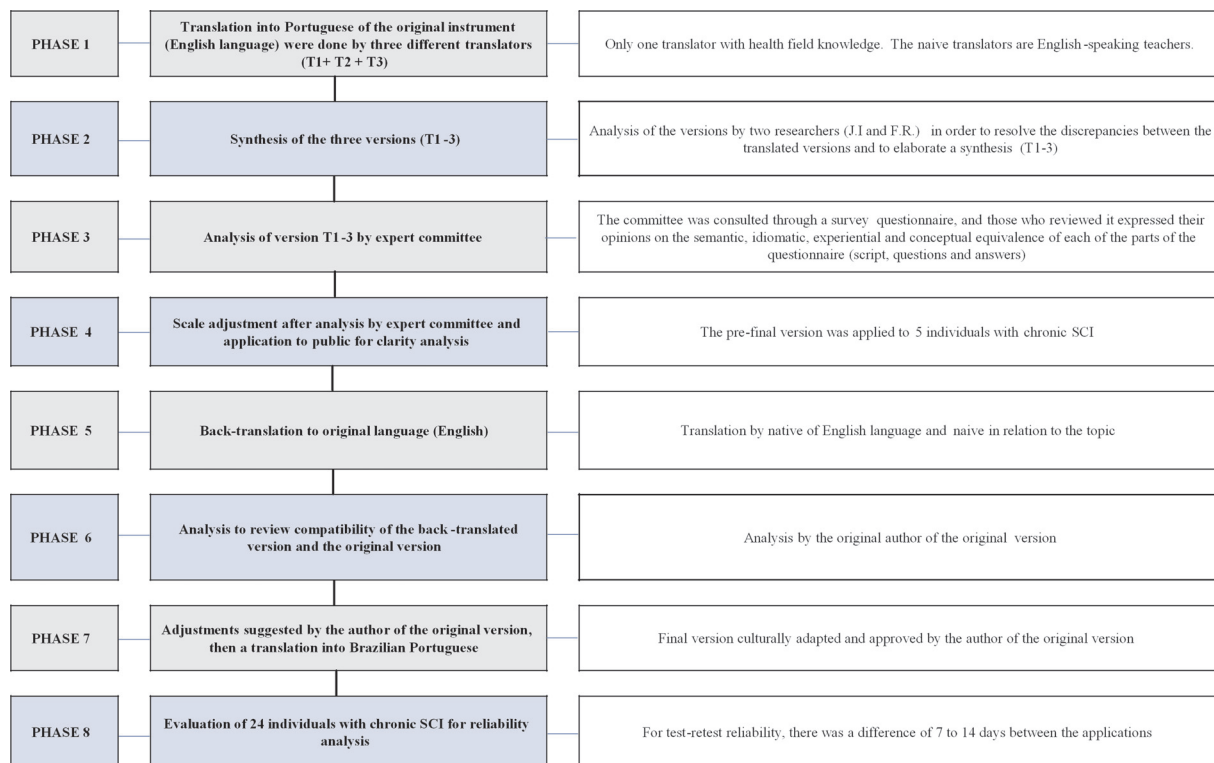 PHASE 1
Translation into Portuguese of the original instrument
(English language) were done by three different translators
(T1+ T2 + T3)
Only one translator with health field knowledge. The naive translators are English-speaking teachers.
PHASE 2
Synthesis of the three versions (T1-3)
Analysis of the versions by two researchers (J.I and F.R.) in order to resolve the discrepancies between the
translated versions and to elaborate a synthesis (T1-3)
PHASE 3
Analysis of version T1-3 by expert committee
The committee was consulted through a survey questionnaire, and those who reviewed it expressed their
opinions on the semantic, idiomatic, experiential and conceptual equivalence of each of the parts of the
questionnaire (script, questions and answers)
PHASE 4
Scale adjustment after analysis by expert committee and
application to public for clarity analysis
The pre-final version was applied to 5 individuals with chronic SCI
PHASE 5
Back-translation to original language (English)
Translation by native of English language and naive in relation to the topic
PHASE 6
Analysis to review compatibility of the back-translated
version and the original version
Analysis by the original author of the original version
PHASE 7
Adjustments suggested by the author of the original version,
then a translation into Brazilian Portuguese
Final version culturally adapted and approved by the author of the original version
PHASE 8
Evaluation of 24 individuals with chronic SCI for reliability
analysis
For test-retest reliability, there was a difference of 7 to 14 days between the applications